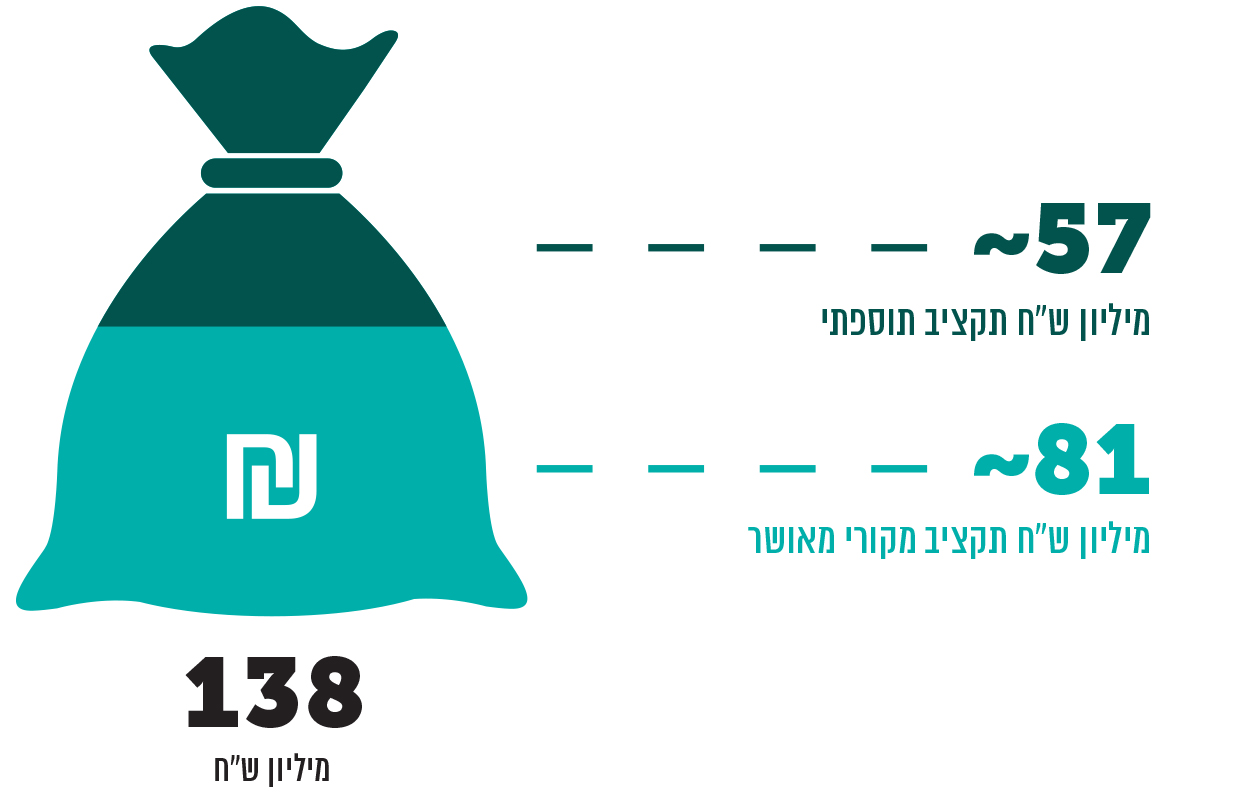 ~57
מיליון ש"ח תקציב תוספתי
~81
מיליון ש"ח תקציב מקורי מאושר
₪
138
מיליון ש"ח